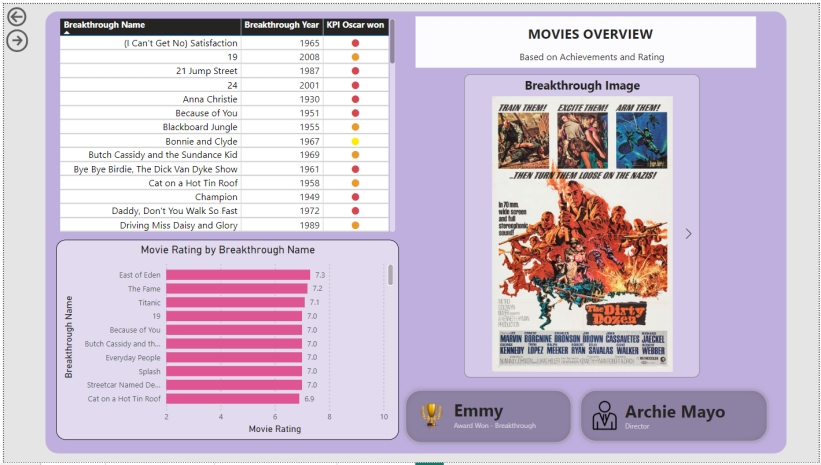 Breakthrough Name Breakthrough Year KPI Oscar won
(I Can't Get No) Satisfaction 1965
19 2008
21 Jump Street 1987
24 2001
Anna Christie 1930
Because of You 1951
Blackboard Jungle 1955
Bonnie and Clyde 1967
Butch Cassidy and the Sundance Kid 1969
Bye Bye Birdie, The Dick Van Dyke Show 1961
Cat on a Hot Tin Roof 1958
Champion 1949
Daddy, Don't You Walk So Fast 1972
Driving Miss Daisy and Glory 1989
Movie Rating by Breakthrough Name
Breakthrough Name
East of Eden 7.3
The Fame 7.2
Titanic 7.1
19 7.0
Because of You 7.0
Butch Cassidy and th... 7.0
Everyday People 7.0
Splash 7.0
Streetcar Named De... 7.0
Cat on a Hot Tin Roof 6.9
2 4 6 8 10
Movie Rating
MOVIES OVERVIEW
Based on Achievements and Rating
Breakthrough Image
TRAIN THEM! EXCITE THEM! ARM THEM!
...THEN TURN THEM LOOSE ON THE NAZIS!
In 70 mm.
wide screen
and full
stereophonic
sound!
The Dirty
Dozen
MARVIN BORGNINE BRONSON BROWN CASSAVETES JAECKEL
KENNEDY LOPEZ MEEKER RYAN SAVALAS WALKER WEBBER
Emmy
Award Won - Breakthrough
Archie Mayo
Director